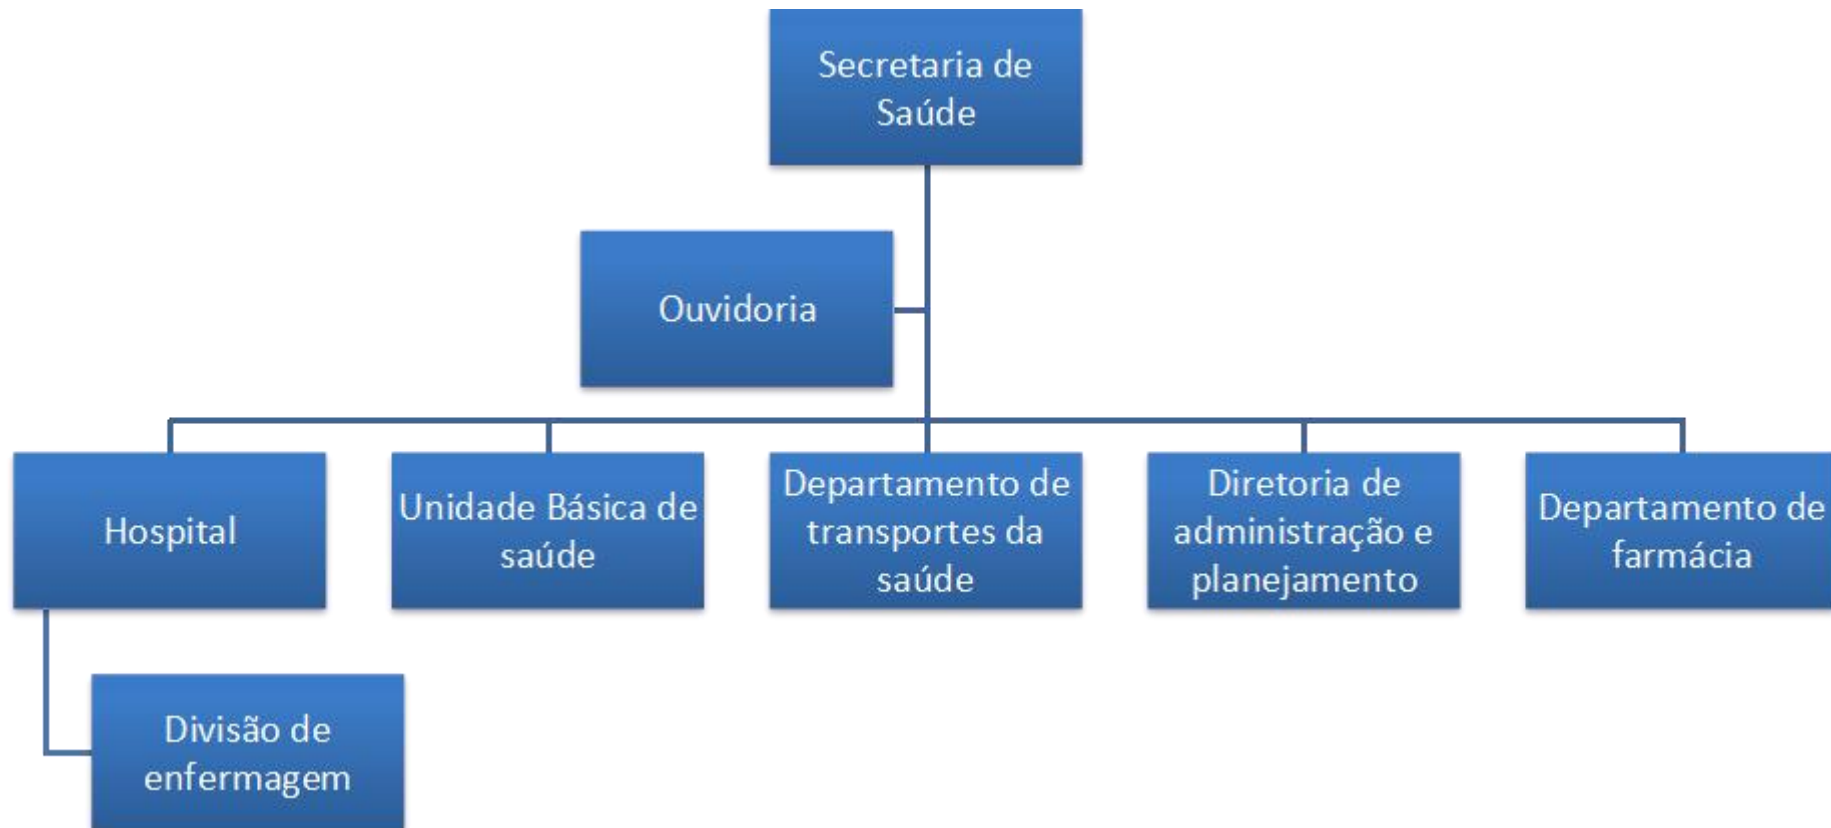 Secretaria de
Saúde
Ouvidoria
Hospital
Unidade Básica de
saúde
Departamento de
transportes da
saúde
Diretoria de
administração e
planejamento
Departamento de
farmácia
Divisão de
enfermagem